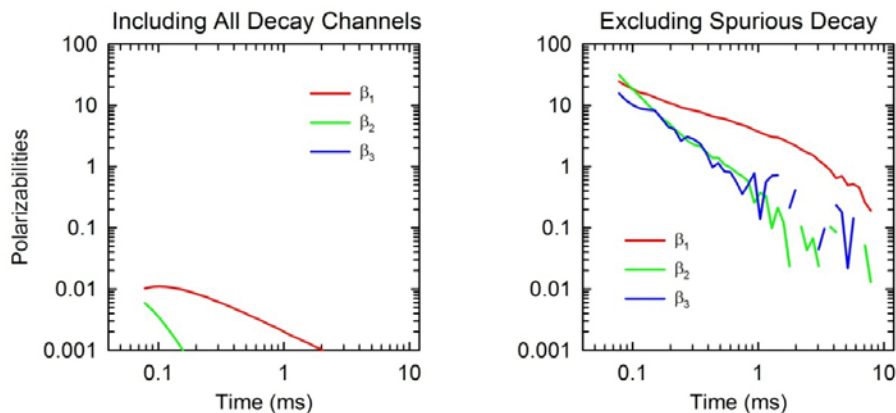 Including All Decay Channels
Excluding Spurious Decay
Polarizabilities
100
10
1
0.1
0.01
0.001
β1
β2
β3
0.1
1
10
Time (ms)
100
10
1
0.1
0.01
0.001
β1
β2
β3
0.1
1
10
Time (ms)